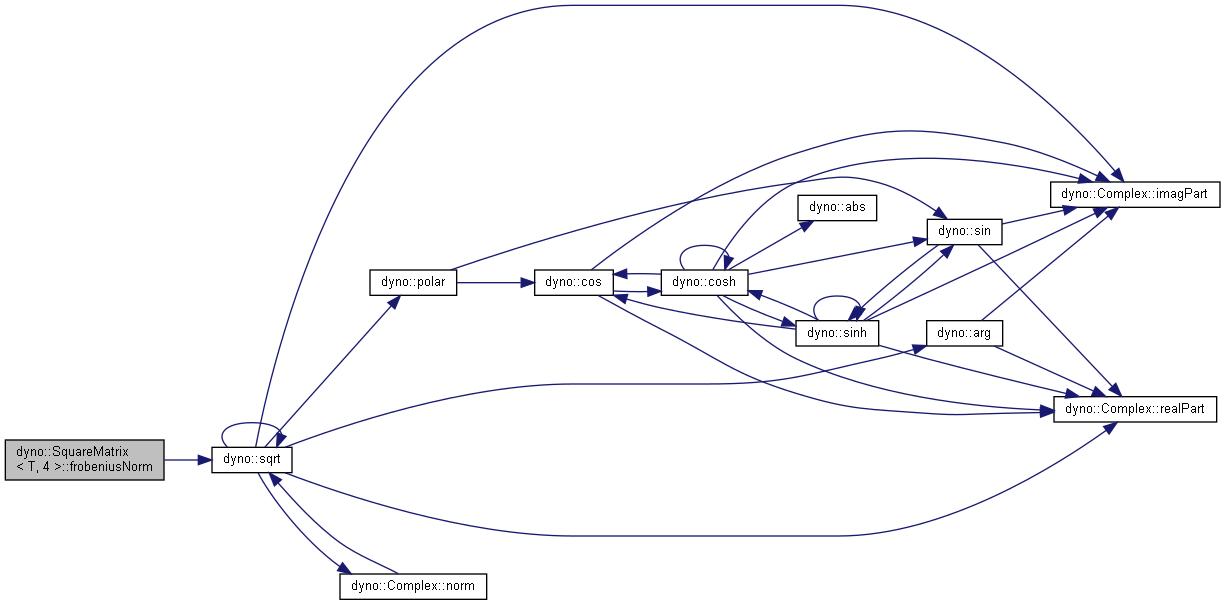 dyno::SquareMatrix
< T, 4 >::frobeniusNorm
dyno::sqrt
dyno::polar
dyno::Complex::norm
dyno::cos
dyno::cosh
dyno::abs
dyno::sinh
dyno::sin
dyno::arg
dyno::Complex::imagPart
dyno::Complex::realPart